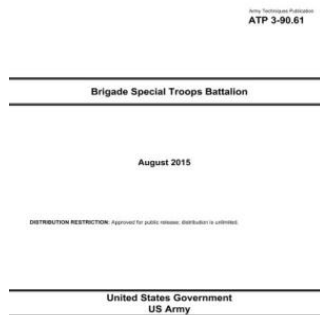 Army Techniques Publication
ATP 3-90.61
Brigade Special Troops Battalion
August 2015
DISTRIBUTION RESTRICTION: Approved for public release; distribution is unlimited.
United States Government
US Army